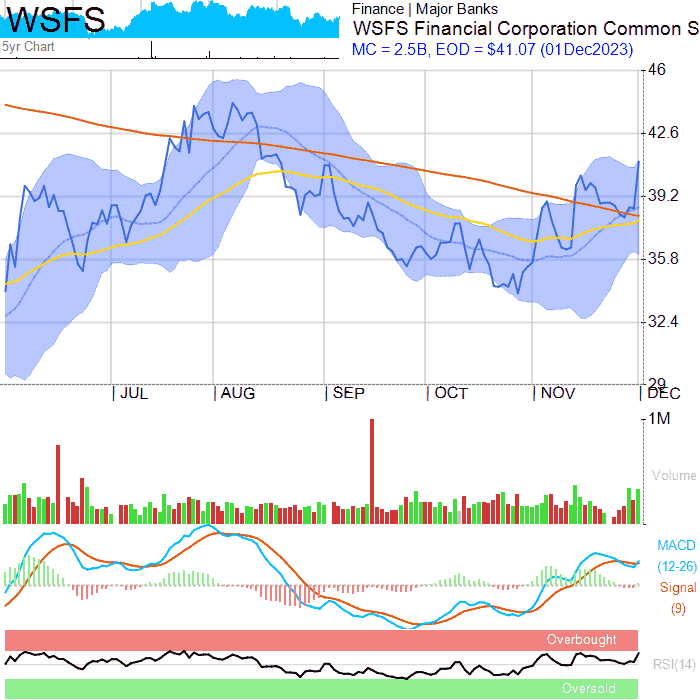 WSFS
5yr Chart
Finance | Major Banks
WSFS Financial Corporation Common S
MC = 2.5B, EOD = $41.07 (01Dec2023)
46
42.6
39.2
35.8
32.4
29
JUL
AUG
SEP
OCT
NOV
DEC
1M
Volume
MACD
(12-26)
Signal
(9)
Overbought
RSI(14)
Oversold